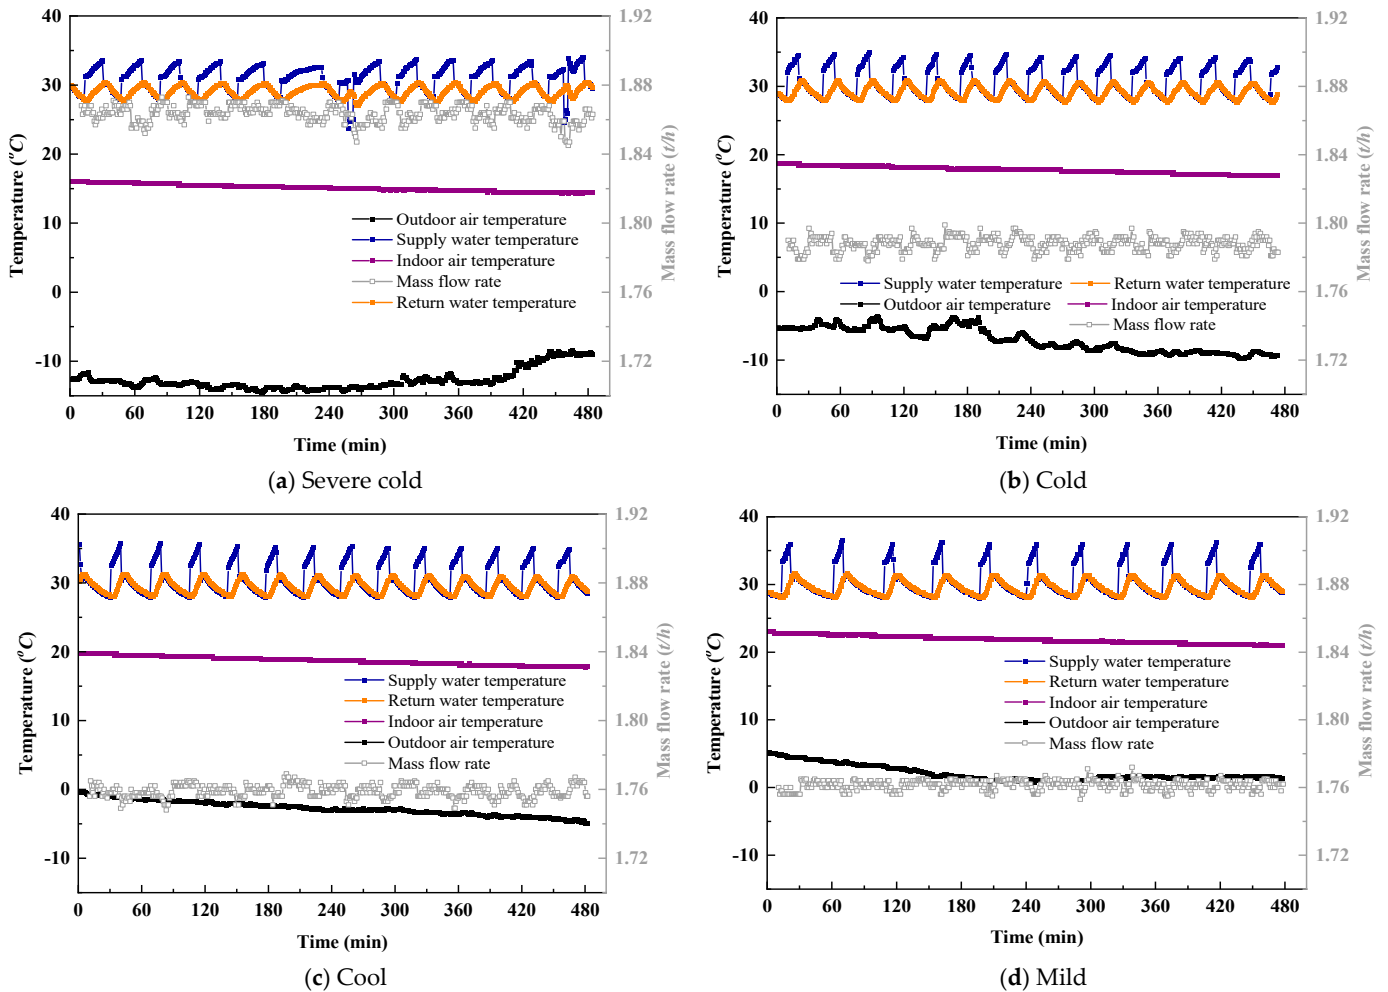 40
30
20
10
0
-10
Temperature (°C)
1.92
1.88
1.84
1.80
1.76
1.72
Mass flow rate (t/h)
Outdoor air temperature
Supply water temperature
Indoor air temperature
Mass flow rate
Return water temperature
0 60 120 180 240 300 360 420 480
Time (min)
(a) Severe cold
40
30
20
10
0
-10
Temperature (°C)
1.92
1.88
1.84
1.80
1.76
1.72
Mass flow rate (t/h)
Supply water temperature Return water temperature
Outdoor air temperature Indoor air temperature
Mass flow rate
0 60 120 180 240 300 360 420 480
Time (min)
(b) Cold
40
30
20
10
0
-10
Temperature (°C)
1.92
1.88
1.84
1.80
1.76
1.72
Mass flow rate (t/h)
Supply water temperature
Return water temperature
Indoor air temperature
Outdoor air temperature
Mass flow rate
0 60 120 180 240 300 360 420 480
Time (min)
(c) Cool
40
30
20
10
0
-10
Temperature (°C)
1.92
1.88
1.84
1.80
1.76
1.72
Mass flow rate (t/h)
Supply water temperature
Return water temperature
Indoor air temperature
Outdoor air temperature
Mass flow rate
0 60 120 180 240 300 360 420 480
Time (min)
(d) Mild